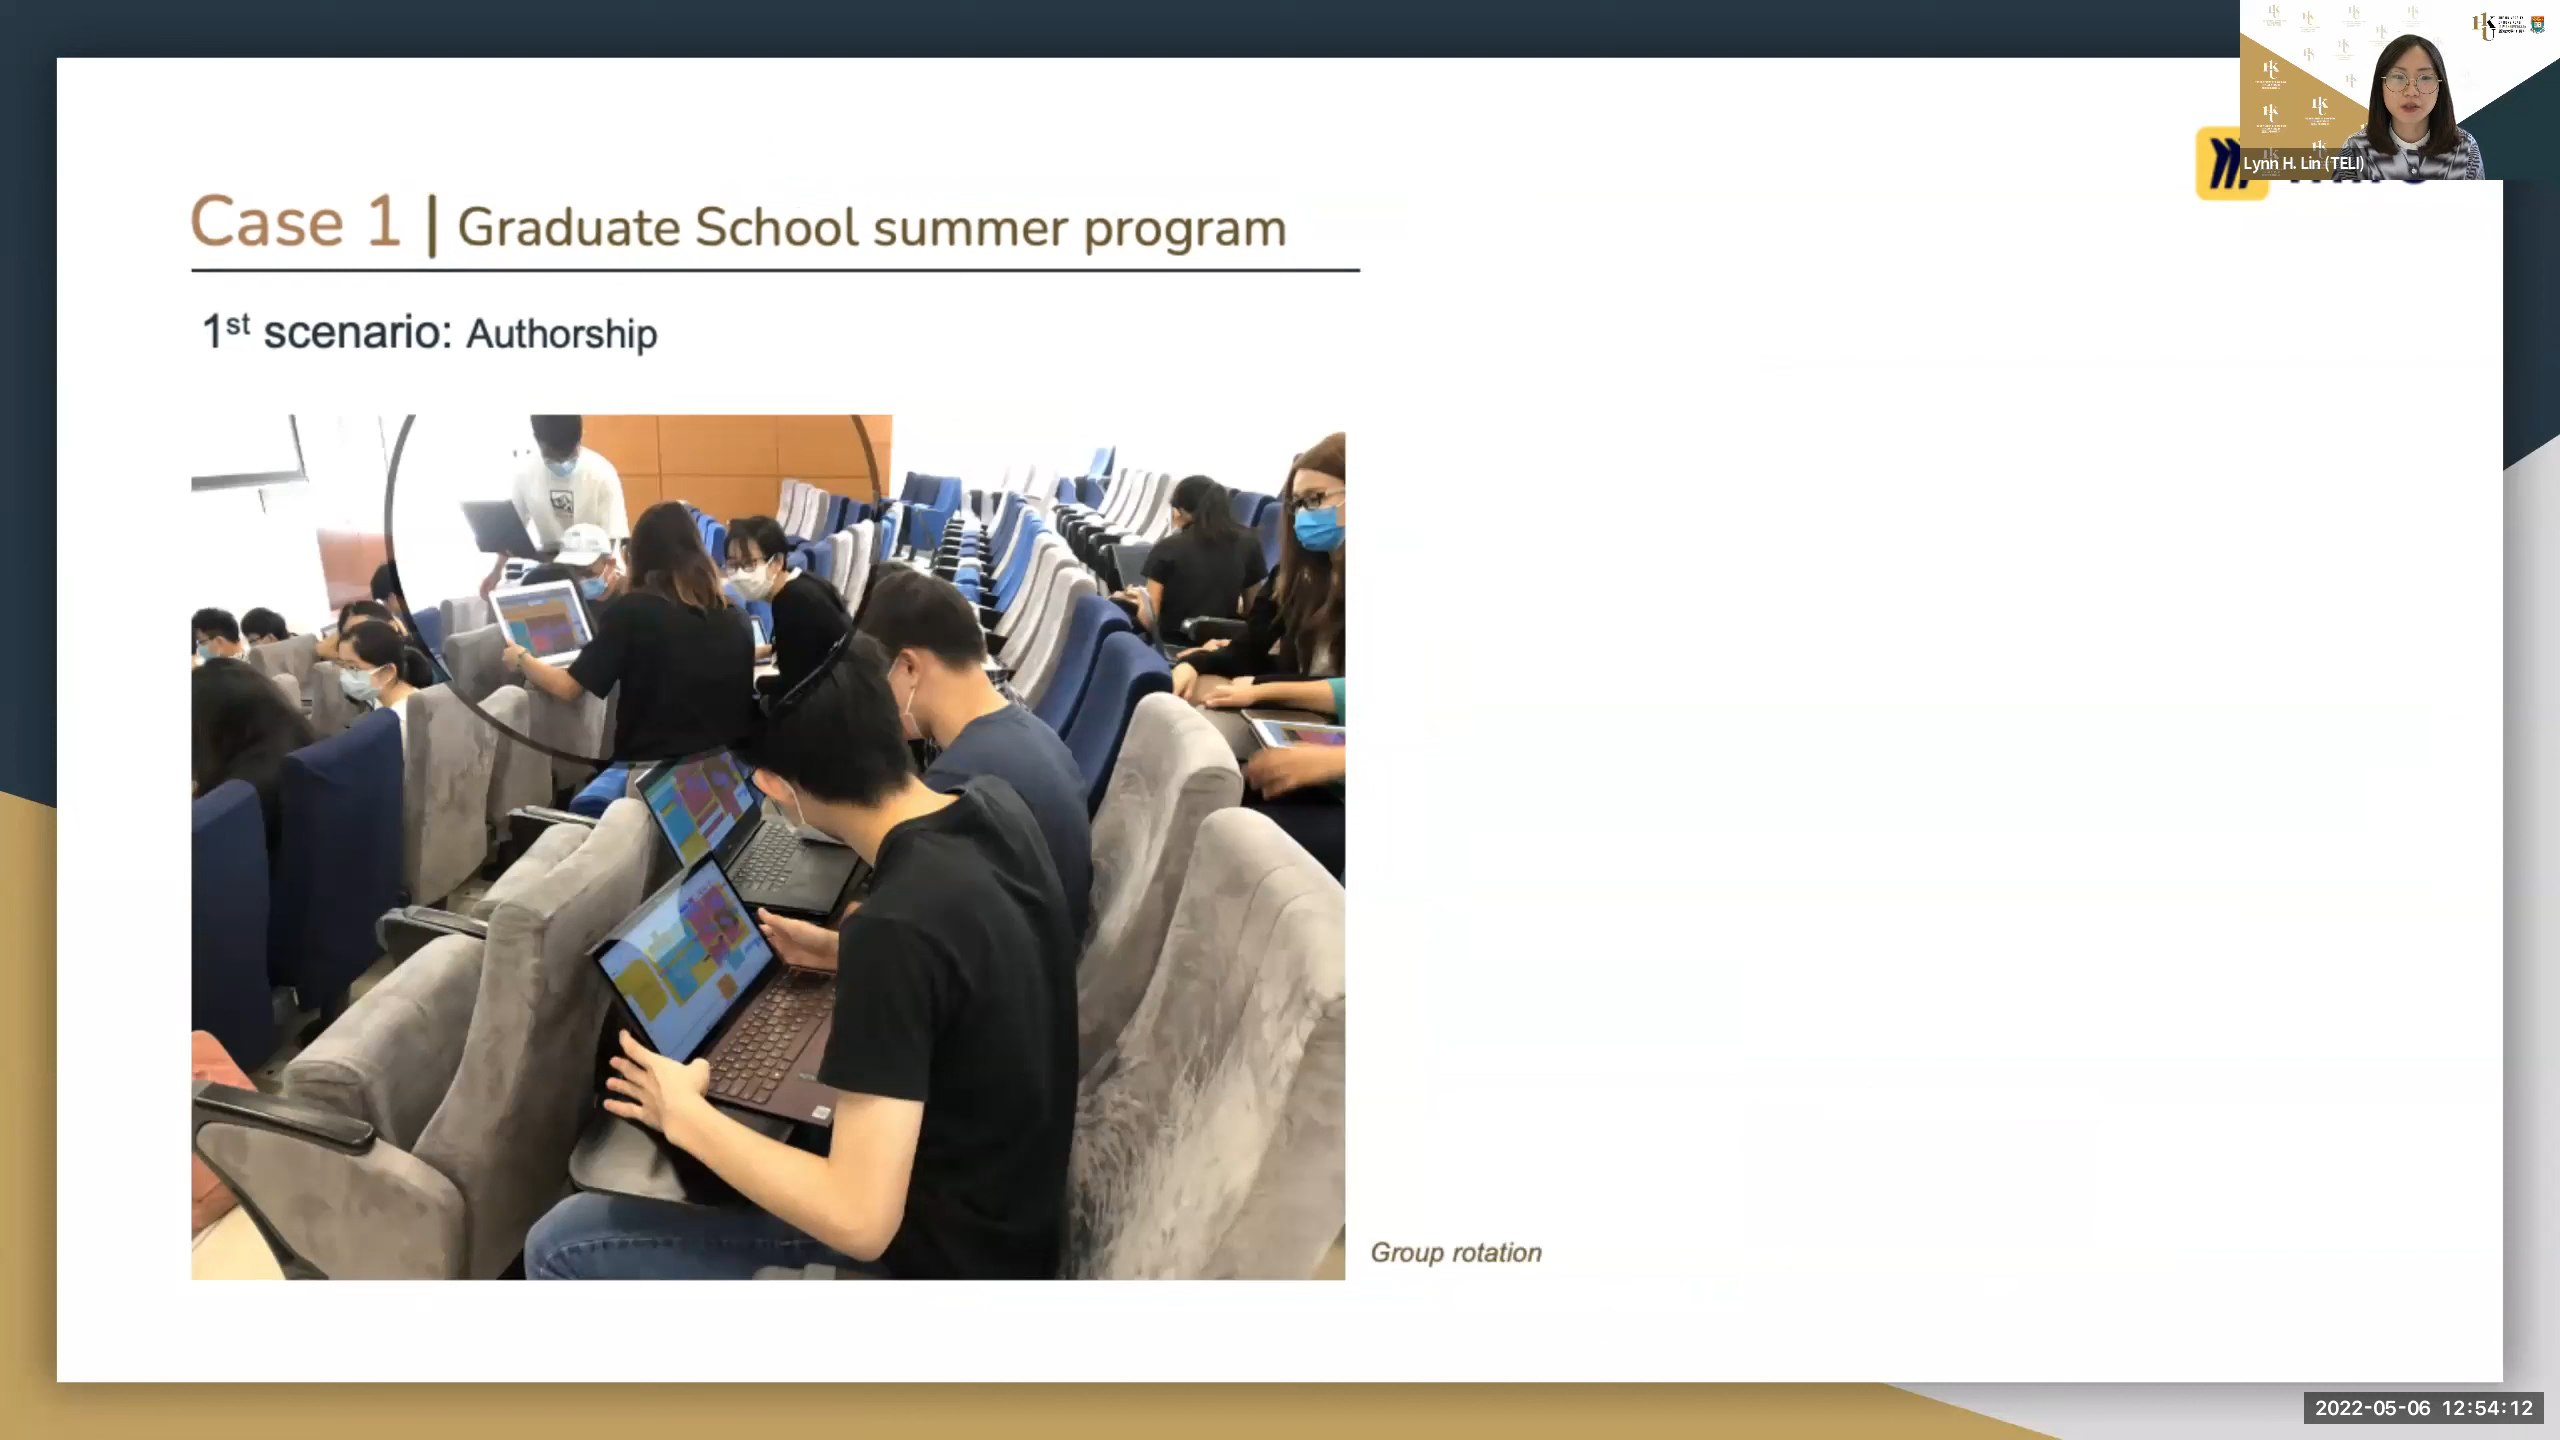 Case 1 | Graduate School summer program
1st scenario: Authorship
Group rotation
Lynn H. Lin (TELI)
2022-05-06 12:54:12